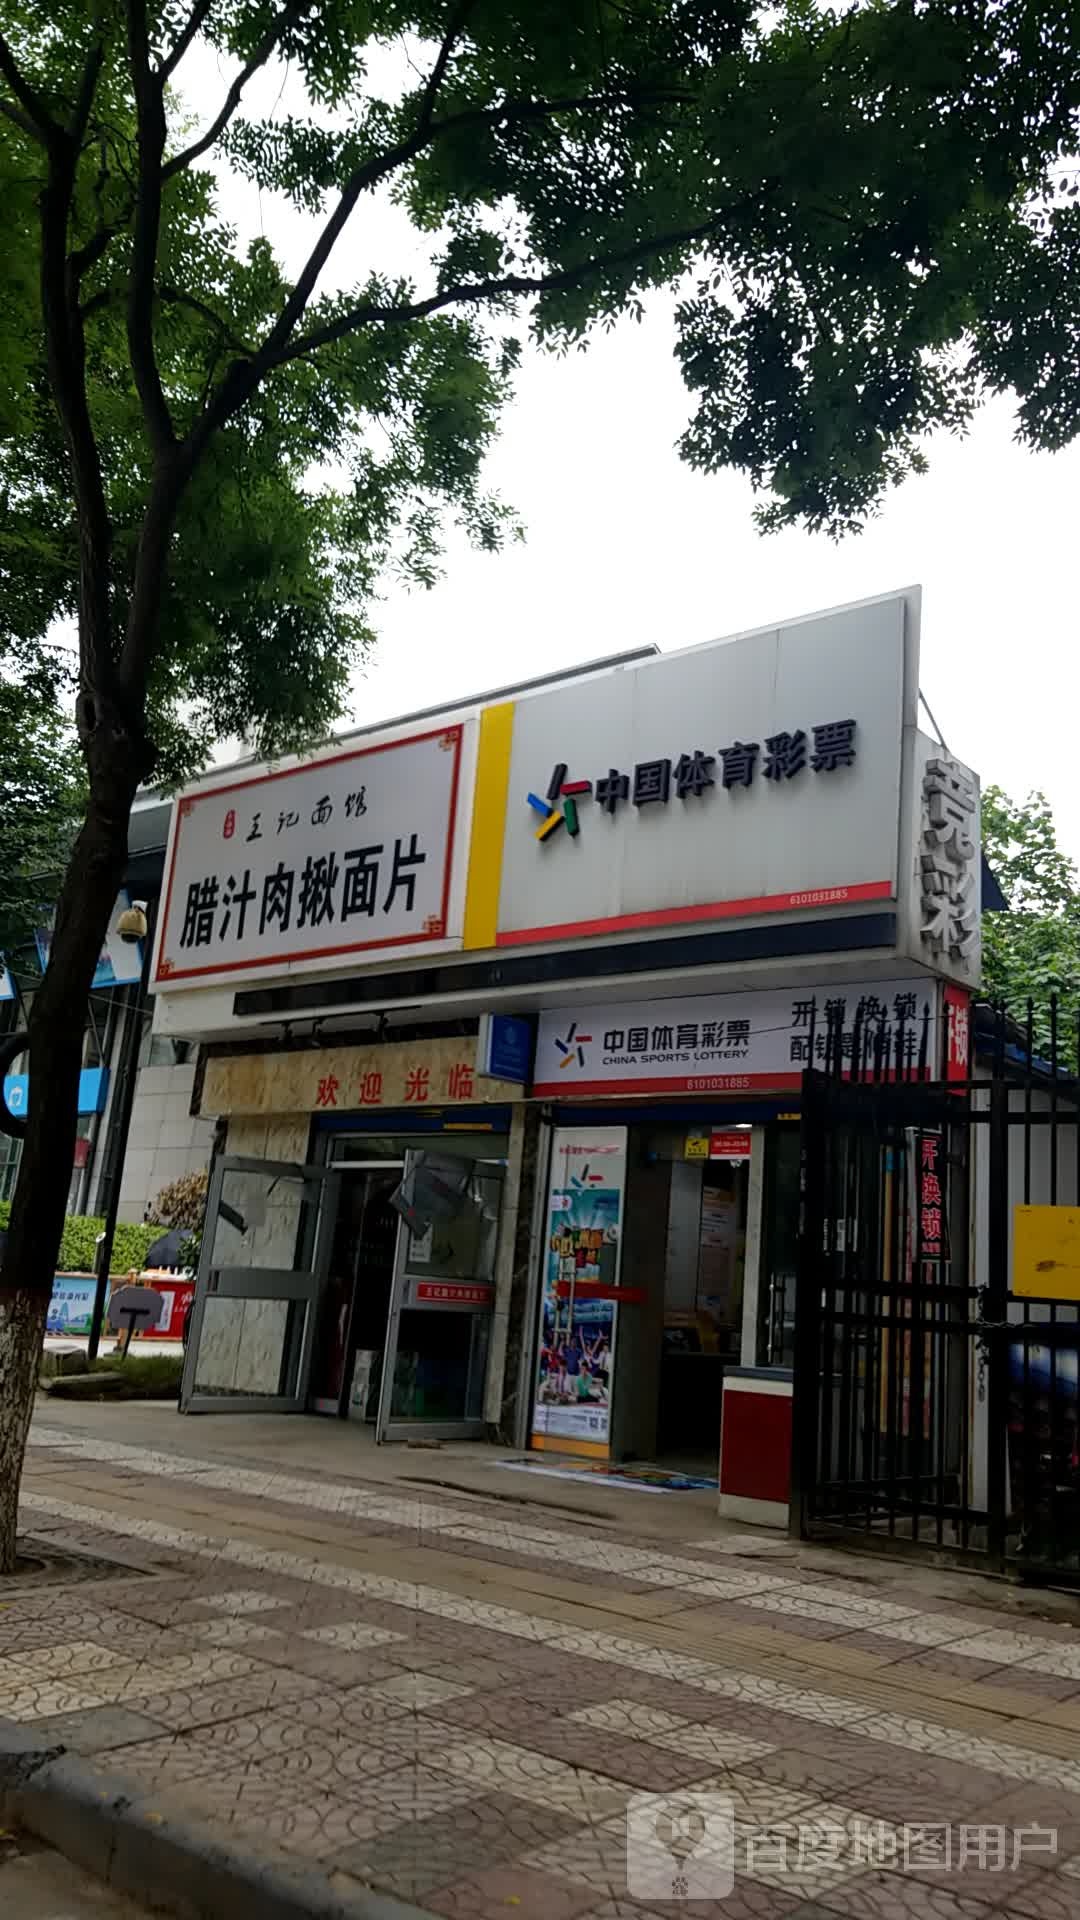 王记面馆
腊汁肉揪面片
中国体育彩票
6101031885
竞彩
欢迎光临
中国体育彩票
CHINA SPORTS LOTTERY
开锁换锁
6101031885
开锁
开换锁
百度地图用户